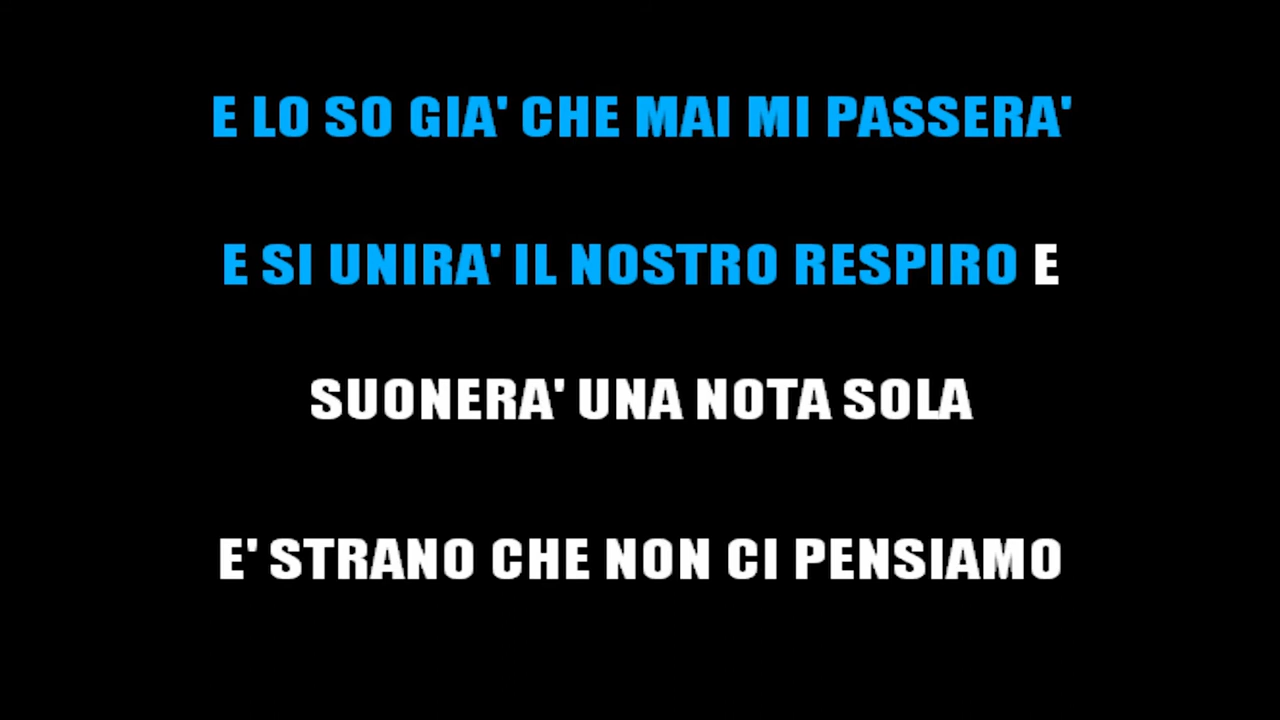 E LO SO GIA' CHE MAI MI PASSERA'
E SI UNIRA' IL NOSTRO RESPIRO E
SUONERA' UNA NOTA SOLA
E' STRANO CHE NON CI PENSIAMO